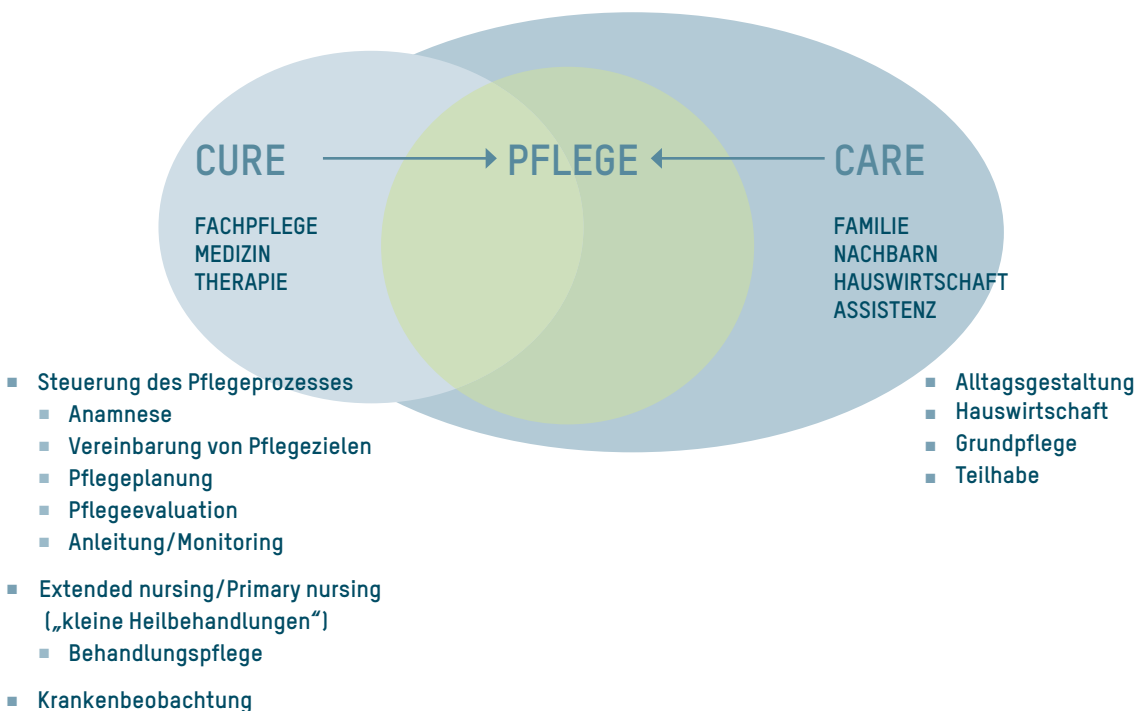 CURE
PFLEGE
CARE
FACHPFLEGE
MEDIZIN
THERAPIE
FAMILIE
NACHBARN
HAUSWIRTSCHAFT
ASSISTENZ
▪ Steuerung des Pflegeprozesses
▪ Anamnese
▪ Vereinbarung von Pflegezielen
▪ Pflegeplanung
▪ Pflegeevaluation
▪ Anleitung/Monitoring
▪ Extended nursing/Primary nursing
(„kleine Heilbehandlungen“)
▪ Behandlungspflege
▪ Krankenbeobachtung
▪ Alltagsgestaltung
▪ Hauswirtschaft
▪ Grundpflege
▪ Teilhabe